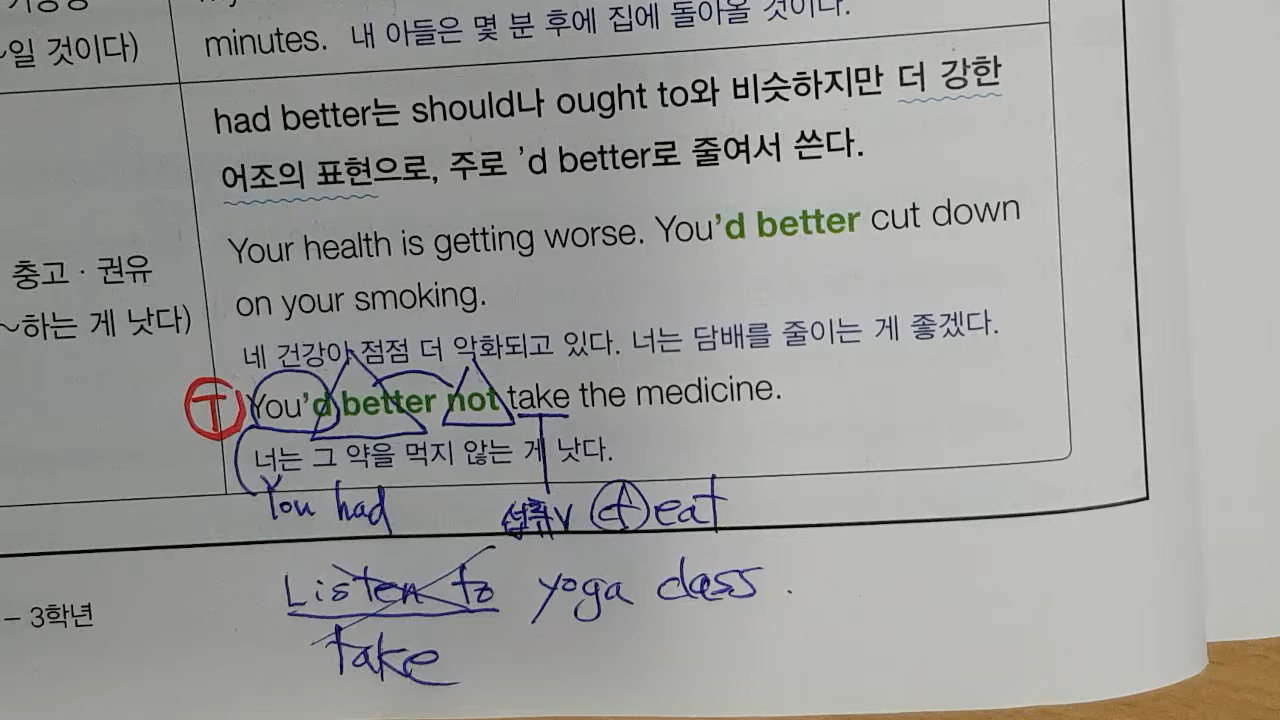 ~일 것이다)
minutes. 내 아들은 몇 분 후에 집에 돌아올 것이다.
had better는 should나 ought to와 비슷하지만 더 강한
어조의 표현으로, 주로 ’d better로 줄여서 쓴다.
Your health is getting worse. You’d better cut down
on your smoking.
네 건강이 점점 더 악화되고 있다. 너는 담배를 줄이는 게 좋겠다.
충고 · 권유
~하는 게 낫다)
T You’d better not take the medicine.
너는 그 약을 먹지 않는 게 낫다.
You had
섭취V cf eat
Listen to yoga class.
take
– 3학년